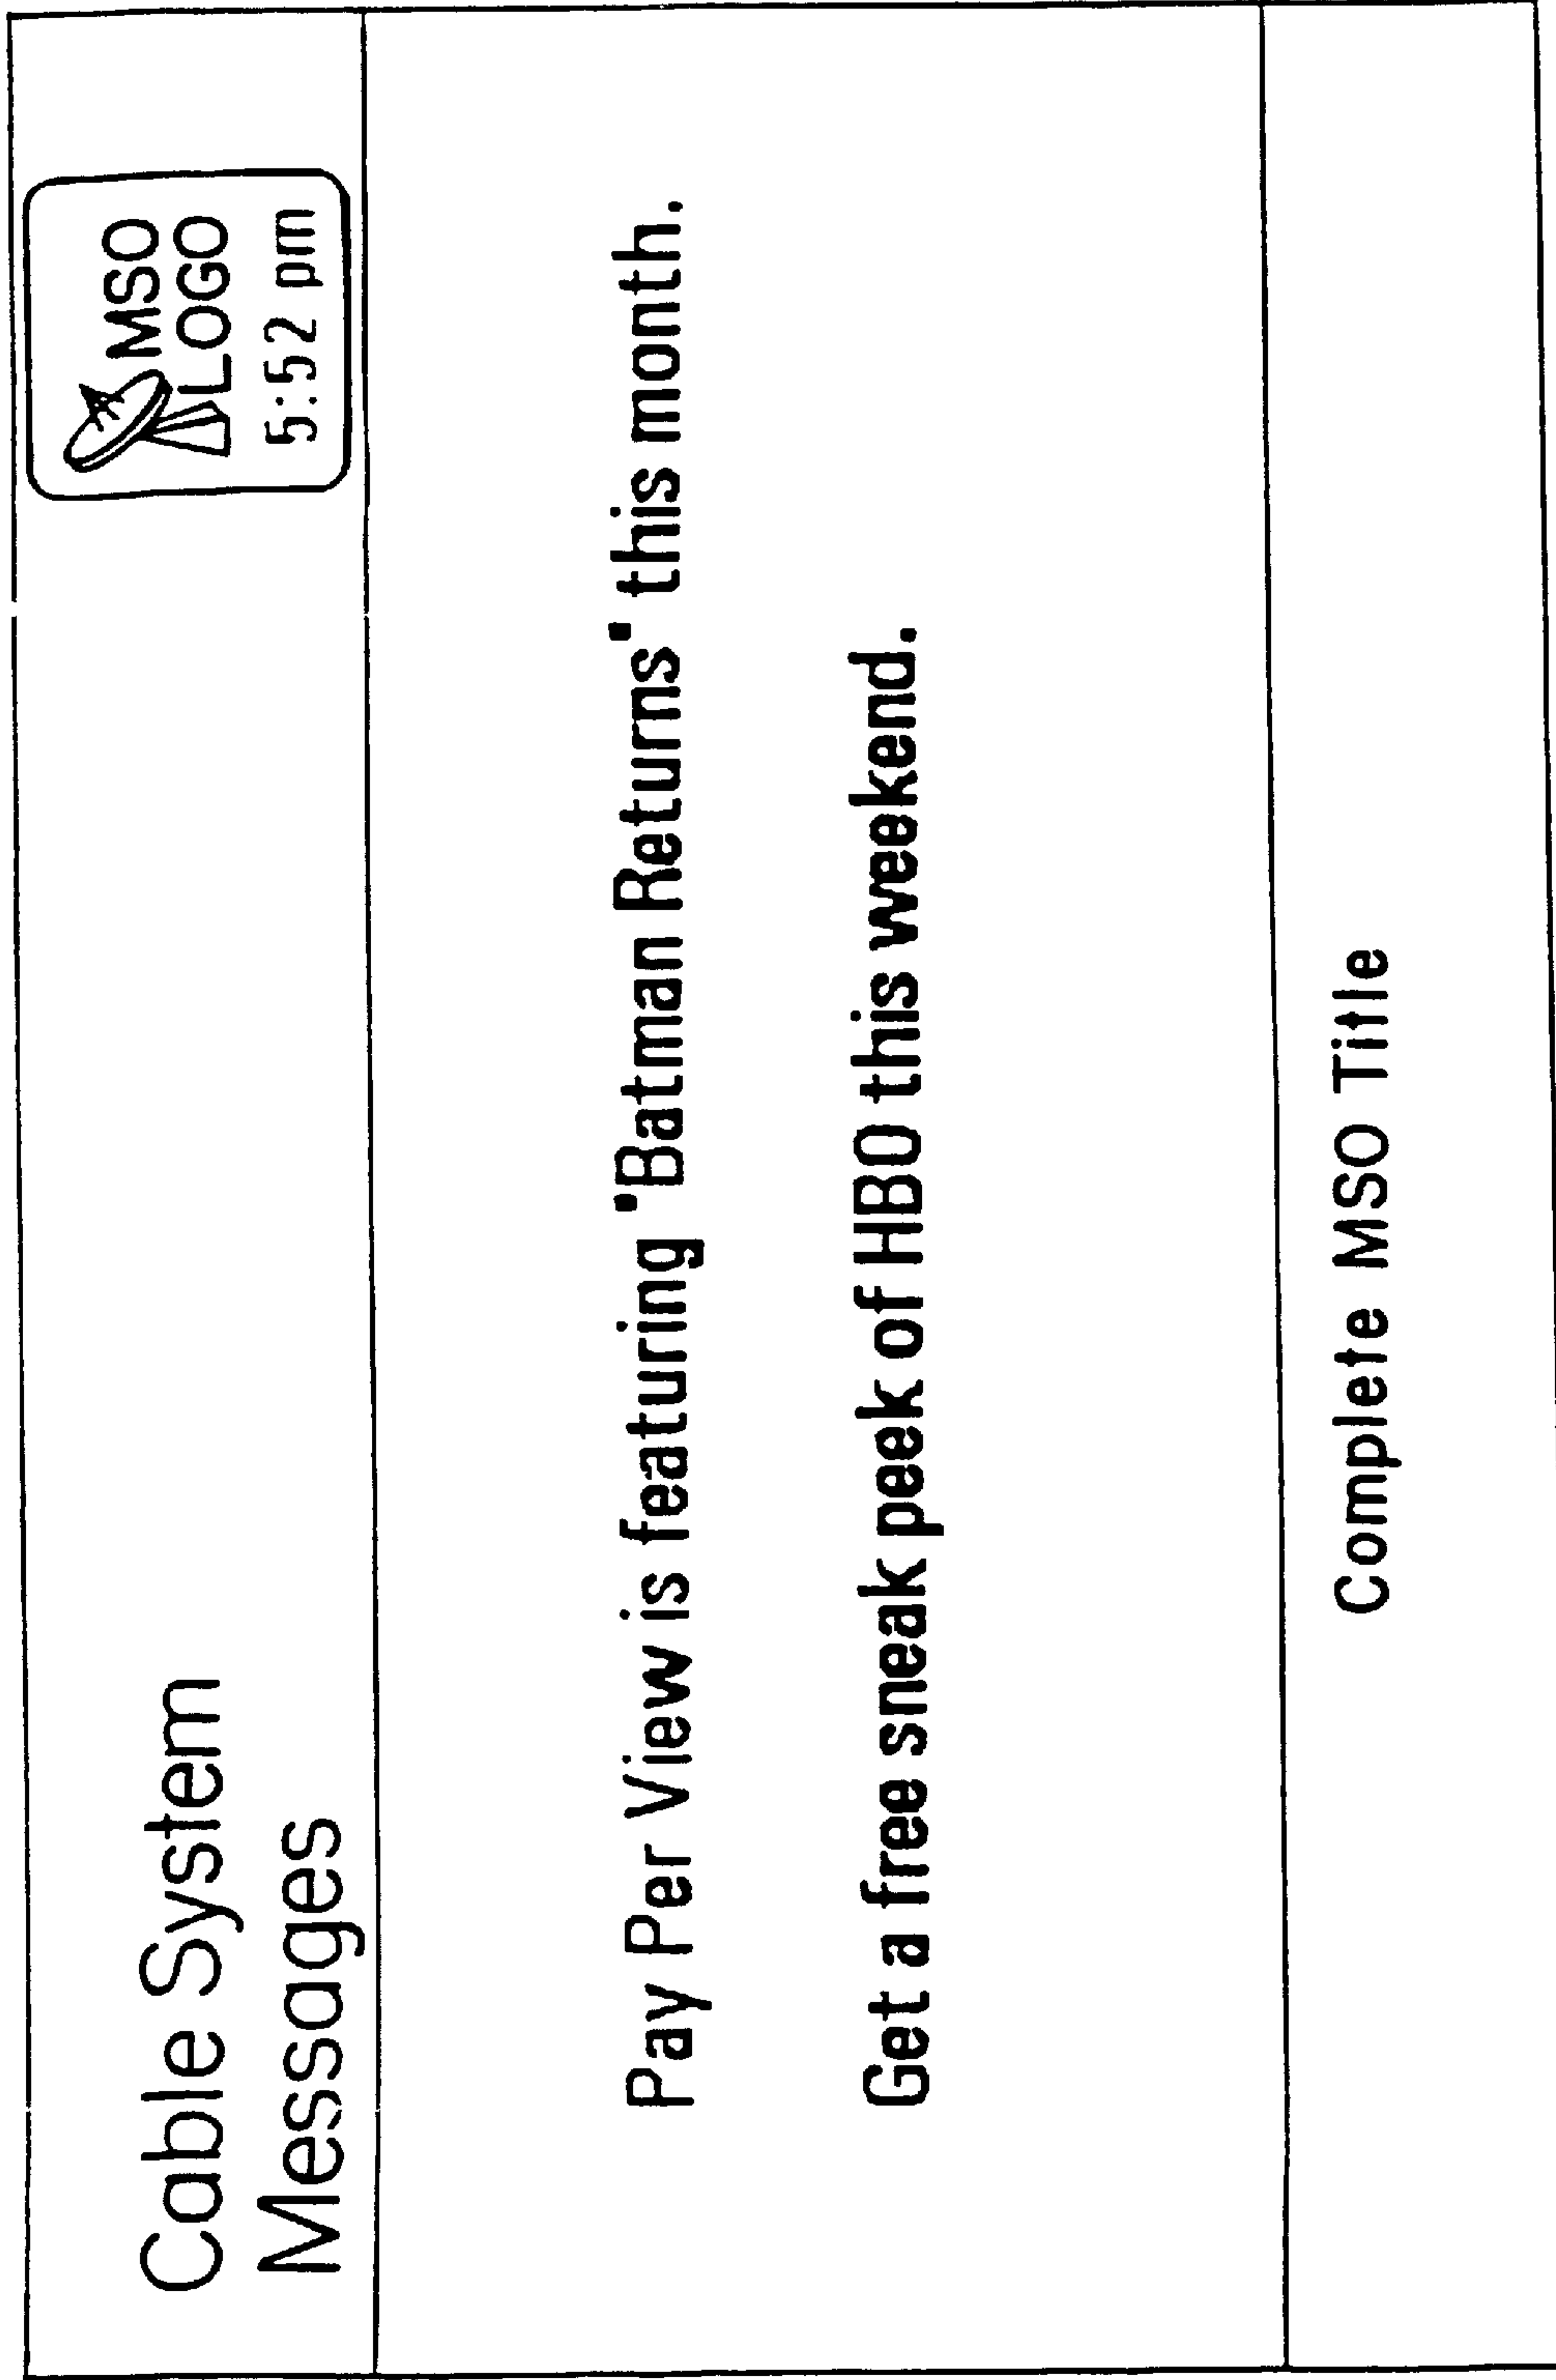 Cable System
Messages
MSO
LOGO
5:52 pm
Pay Per View is featuring "Batman Returns" this month.
Get a free sneak peek of HBO this weekend.
Complete MSO Title